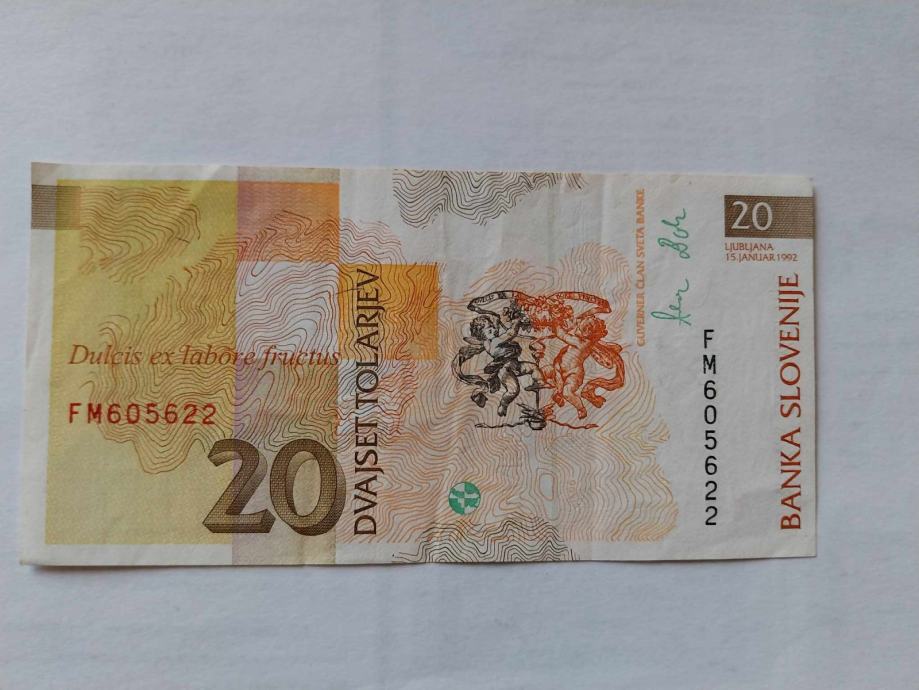 Dulcis ex labōre fructus
FM605622
20
DVAJSET TOLARJEV
GUVERNER ČLAN SVETA BANKE
FM605622
20
LJUBLJANA
15. JANUAR 1992
BANKA SLOVENIJE